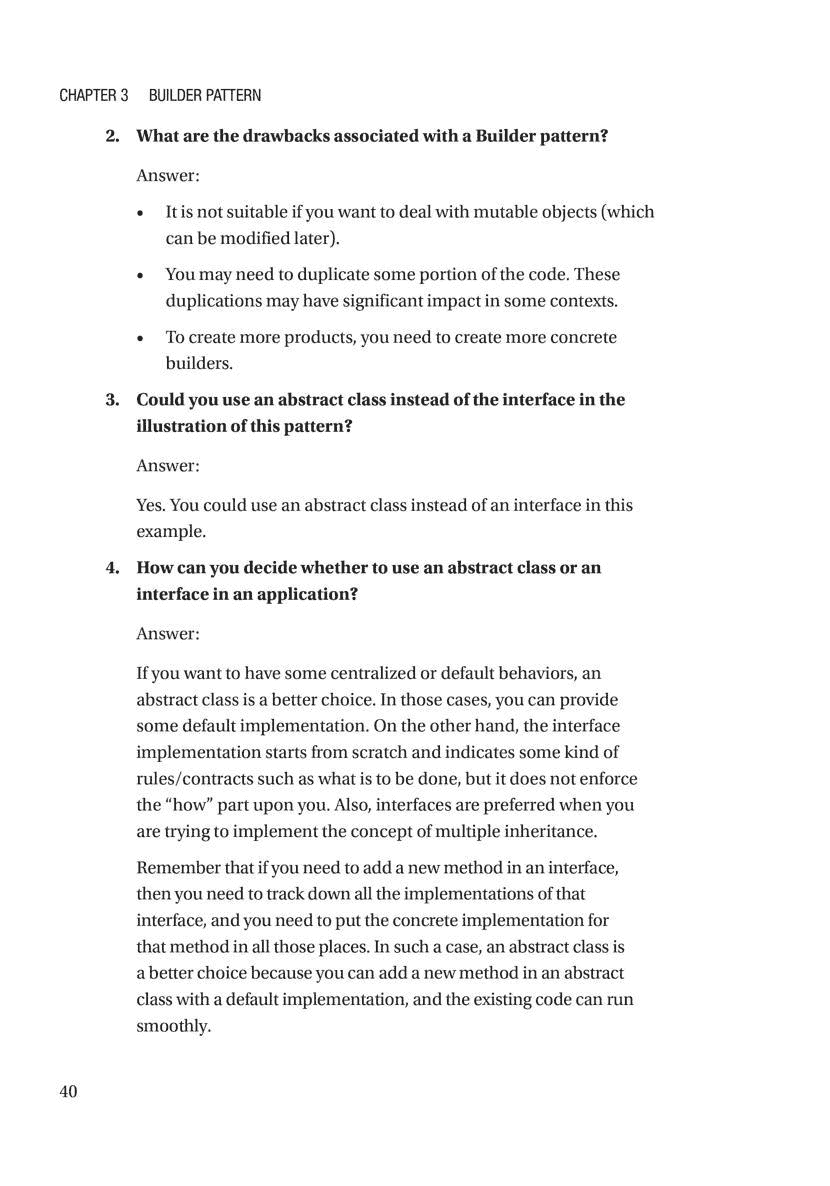 CHAPTER 3 BUILDER PATTERN
2. What are the drawbacks associated with a Builder pattern?
Answer:
• It is not suitable if you want to deal with mutable objects (which
can be modified later).
• You may need to duplicate some portion of the code. These
duplications may have significant impact in some contexts.
• To create more products, you need to create more concrete
builders.
3. Could you use an abstract class instead of the interface in the
illustration of this pattern?
Answer:
Yes. You could use an abstract class instead of an interface in this
example.
4. How can you decide whether to use an abstract class or an
interface in an application?
Answer:
If you want to have some centralized or default behaviors, an
abstract class is a better choice. In those cases, you can provide
some default implementation. On the other hand, the interface
implementation starts from scratch and indicates some kind of
rules/contracts such as what is to be done, but it does not enforce
the “how” part upon you. Also, interfaces are preferred when you
are trying to implement the concept of multiple inheritance.
Remember that if you need to add a new method in an interface,
then you need to track down all the implementations of that
interface, and you need to put the concrete implementation for
that method in all those places. In such a case, an abstract class is
a better choice because you can add a new method in an abstract
class with a default implementation, and the existing code can run
smoothly.
40